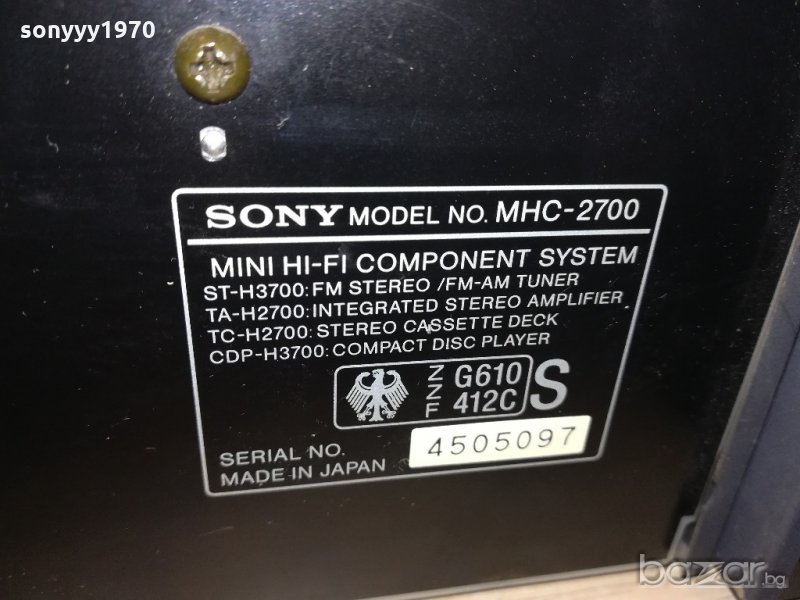 sonyyy1970
SONY MODEL NO. MHC-2700
MINI HI-FI COMPONENT SYSTEM
ST-H3700:FM STEREO /FM-AM TUNER
TA-H2700:INTEGRATED STEREO AMPLIFIER
TC-H2700: STEREO CASSETTE DECK
CDP-H3700: COMPACT DISC PLAYER
ZZF G610 412C S
SERIAL NO. 4505097
MADE IN JAPAN
bazar.bg